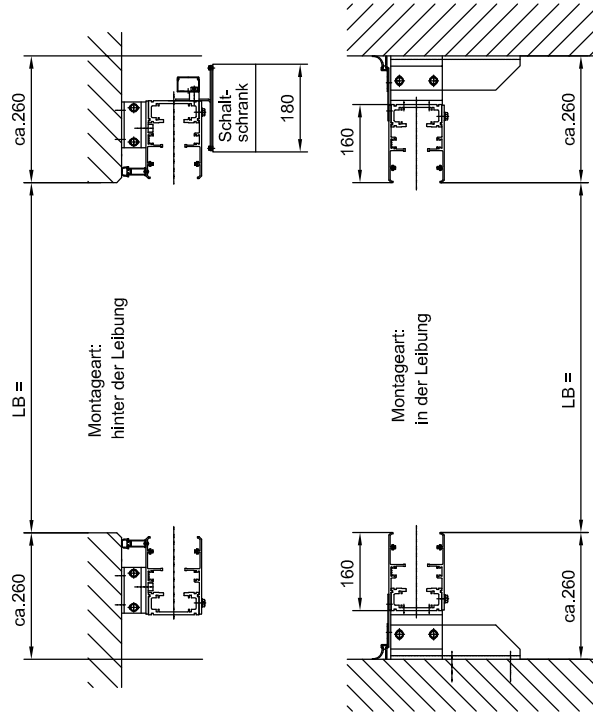 ca.260
LB =
ca.260
Montageart:
hinter der Leibung
Schalt-
schrank
180
160
160
Montageart:
in der Leibung
ca.260
LB =
ca.260